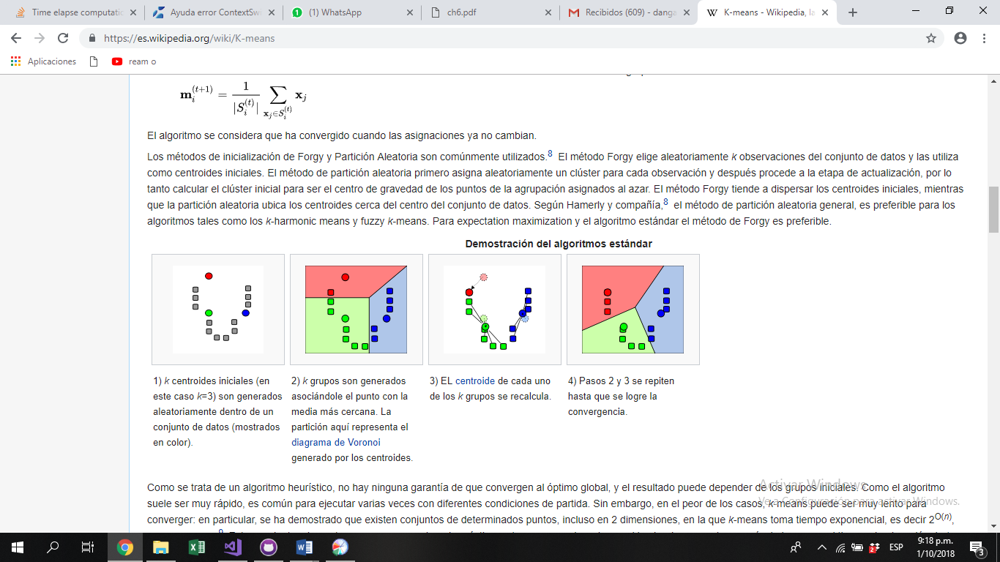 Time elapse computatic
Ayuda error ContextSw
(1) WhatsApp
ch6.pdf
Recibidos (609) - danga
K-means - Wikipedia, la
https://es.wikipedia.org/wiki/K-means
Aplicaciones
ream o
m_i^(t+1) = 1/|S_i^(t)| ∑_{x_j∈S_i^(t)} x_j
El algoritmo se considera que ha convergido cuando las asignaciones ya no cambian.
Los métodos de inicialización de Forgy y Partición Aleatoria son comúnmente utilizados.8 El método Forgy elige aleatoriamente k observaciones del conjunto de datos y las utiliza
como centroides iniciales. El método de partición aleatoria primero asigna aleatoriamente un clúster para cada observación y después procede a la etapa de actualización, por lo
tanto calcular el clúster inicial para ser el centro de gravedad de los puntos de la agrupación asignados al azar. El método Forgy tiende a dispersar los centroides iniciales, mientras
que la partición aleatoria ubica los centroides cerca del centro del conjunto de datos. Según Hamerly y compañía,8 el método de partición aleatoria general, es preferible para los
algoritmos tales como los k-harmonic means y fuzzy k-means. Para expectation maximization y el algoritmo estándar el método de Forgy es preferible.
Demostración del algoritmos estándar
1) k centroides iniciales (en
este caso k=3) son generados
aleatoriamente dentro de un
conjunto de datos (mostrados
en color).
2) k grupos son generados
asociándole el punto con la
media más cercana. La
partición aquí representa el
diagrama de Voronoi
generado por los centroides.
3) EL centroide de cada uno
de los k grupos se recalcula.
4) Pasos 2 y 3 se repiten
hasta que se logre la
convergencia.
Como se trata de un algoritmo heurístico, no hay ninguna garantía de que convergen al óptimo global, y el resultado puede depender de los grupos iniciales. Como el algoritmo
suele ser muy rápido, es común para ejecutar varias veces con diferentes condiciones de partida. Sin embargo, en el peor de los casos, k-means puede ser muy lento para
converger: en particular, se ha demostrado que existen conjuntos de determinados puntos, incluso en 2 dimensiones, en la que k-means toma tiempo exponencial, es decir 2^O(n),
Activar Windows
Ve a Configuración para activar Windows.
ESP
9:18 p.m.
1/10/2018
3